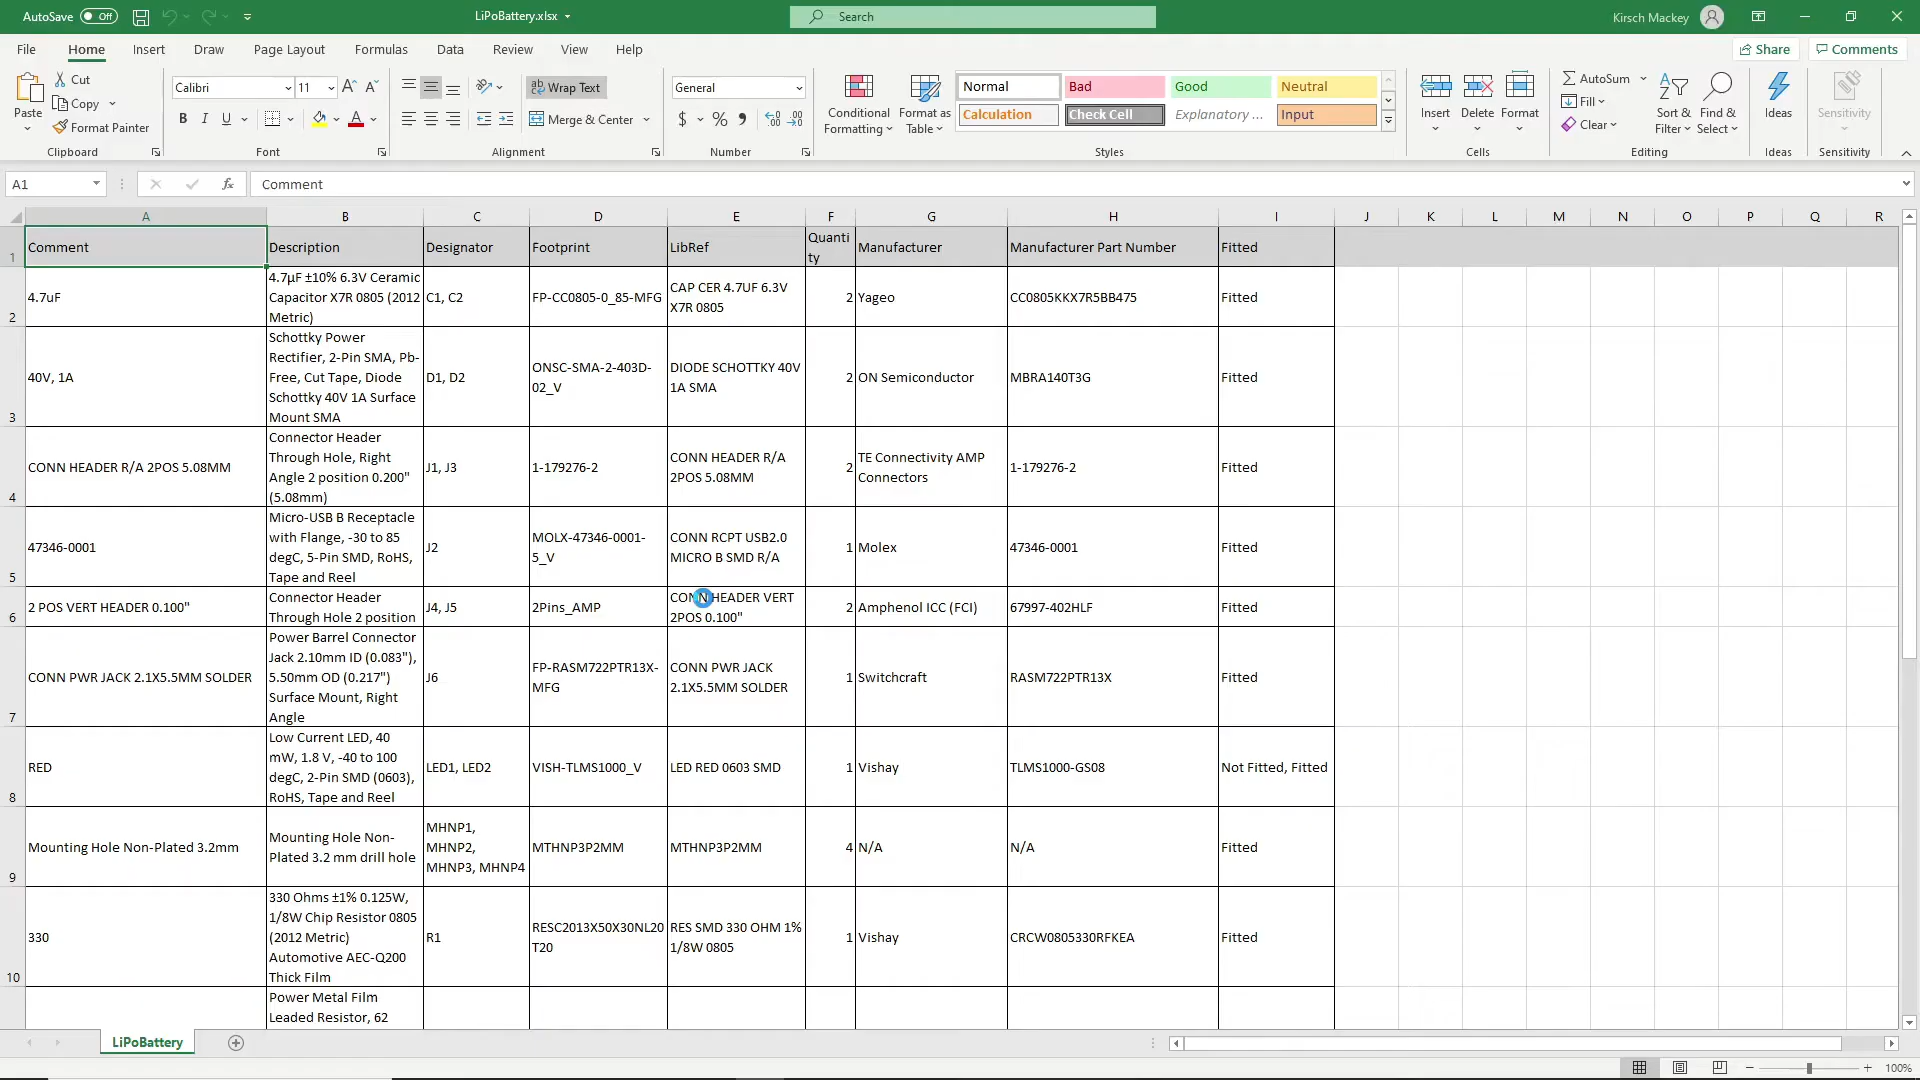 AutoSave Off
LiPoBattery.xlsx
Search
Kirsch Mackey
File Home Insert Draw Page Layout Formulas Data Review View Help
Share Comments
Paste
Cut
Copy
Format Painter
Clipboard
Calibri 11
B I U
Font
Wrap Text
Merge & Center
Alignment
General
$ % 9
Number
Conditional
Formatting
Format as
Table
Normal Bad Good Neutral
Calculation Check Cell Explanatory ... Input
Styles
Insert Delete Format
Cells
AutoSum
Fill
Clear
Sort &
Filter
Find &
Select
Editing
Ideas
Ideas
Sensitivity
Sensitivity
A1
fx
Comment
A B C D E F G H I J K L M N O P Q R
1
Comment
Description
Designator
Footprint
LibRef
Quanti
ty
Manufacturer
Manufacturer Part Number
Fitted
2
4.7uF
4.7µF ±10% 6.3V Ceramic
Capacitor X7R 0805 (2012
Metric)
C1, C2
FP-CC0805-0_85-MFG
CAP CER 4.7UF 6.3V
X7R 0805
2
Yageo
CC0805KKX7R5BB475
Fitted
3
40V, 1A
Schottky Power
Rectifier, 2-Pin SMA, Pb-
Free, Cut Tape, Diode
Schottky 40V 1A Surface
Mount SMA
D1, D2
ONSC-SMA-2-403D-
02_V
DIODE SCHOTTKY 40V
1A SMA
2
ON Semiconductor
MBRA140T3G
Fitted
4
CONN HEADER R/A 2POS 5.08MM
Connector Header
Through Hole, Right
Angle 2 position 0.200"
(5.08mm)
J1, J3
1-179276-2
CONN HEADER R/A
2POS 5.08MM
2
TE Connectivity AMP
Connectors
1-179276-2
Fitted
5
47346-0001
Micro-USB B Receptacle
with Flange, -30 to 85
degC, 5-Pin SMD, RoHS,
Tape and Reel
J2
MOLX-47346-0001-
5_V
CONN RCPT USB2.0
MICRO B SMD R/A
1
Molex
47346-0001
Fitted
6
2 POS VERT HEADER 0.100"
Connector Header
Through Hole 2 position
J4, J5
2Pins_AMP
CONN HEADER VERT
2POS 0.100"
2
Amphenol ICC (FCI)
67997-402HLF
Fitted
7
CONN PWR JACK 2.1X5.5MM SOLDER
Power Barrel Connector
Jack 2.10mm ID (0.083"),
5.50mm OD (0.217")
Surface Mount, Right
Angle
J6
FP-RASM722PTR13X-
MFG
CONN PWR JACK
2.1X5.5MM SOLDER
1
Switchcraft
RASM722PTR13X
Fitted
8
RED
Low Current LED, 40
mW, 1.8 V, -40 to 100
degC, 2-Pin SMD (0603),
RoHS, Tape and Reel
LED1, LED2
VISH-TLMS1000_V
LED RED 0603 SMD
1
Vishay
TLMS1000-GS08
Not Fitted, Fitted
9
Mounting Hole Non-Plated 3.2mm
Mounting Hole Non-
Plated 3.2 mm drill hole
MHNP1,
MHNP2,
MHNP3, MHNP4
MTHNP3P2MM
MTHNP3P2MM
4
N/A
N/A
Fitted
10
330
330 Ohms ±1% 0.125W,
1/8W Chip Resistor 0805
(2012 Metric)
Automotive AEC-Q200
Thick Film
R1
RESC2013X50X30NL20
T20
RES SMD 330 OHM 1%
1/8W 0805
1
Vishay
CRCW0805330RFKEA
Fitted
Power Metal Film
Leaded Resistor, 62
LiPoBattery
100%